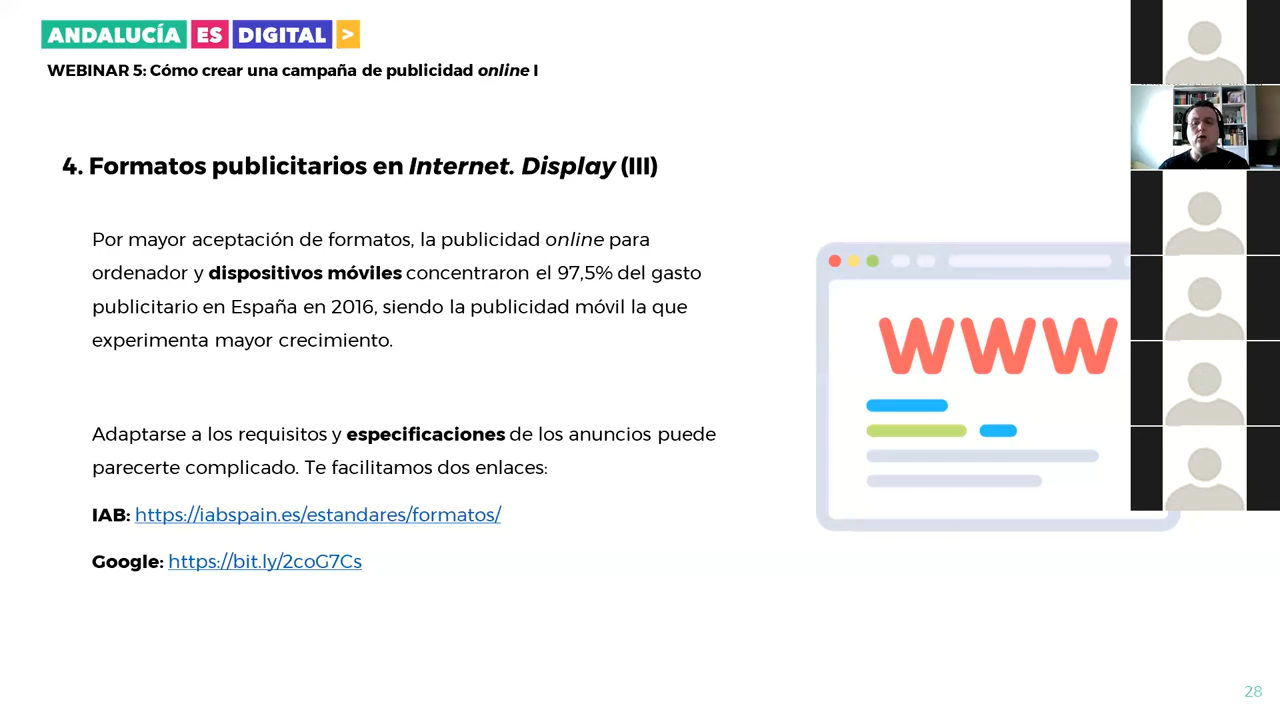 ANDALUCÍA ES DIGITAL >
WEBINAR 5: Cómo crear una campaña de publicidad online I
4. Formatos publicitarios en Internet. Display (III)
Por mayor aceptación de formatos, la publicidad online para
ordenador y dispositivos móviles concentraron el 97,5% del gasto
publicitario en España en 2016, siendo la publicidad móvil la que
experimenta mayor crecimiento.
Adaptarse a los requisitos y especificaciones de los anuncios puede
parecerte complicado. Te facilitamos dos enlaces:
IAB: https://iabspain.es/estandares/formatos/
Google: https://bit.ly/2coG7Cs
WWW
28